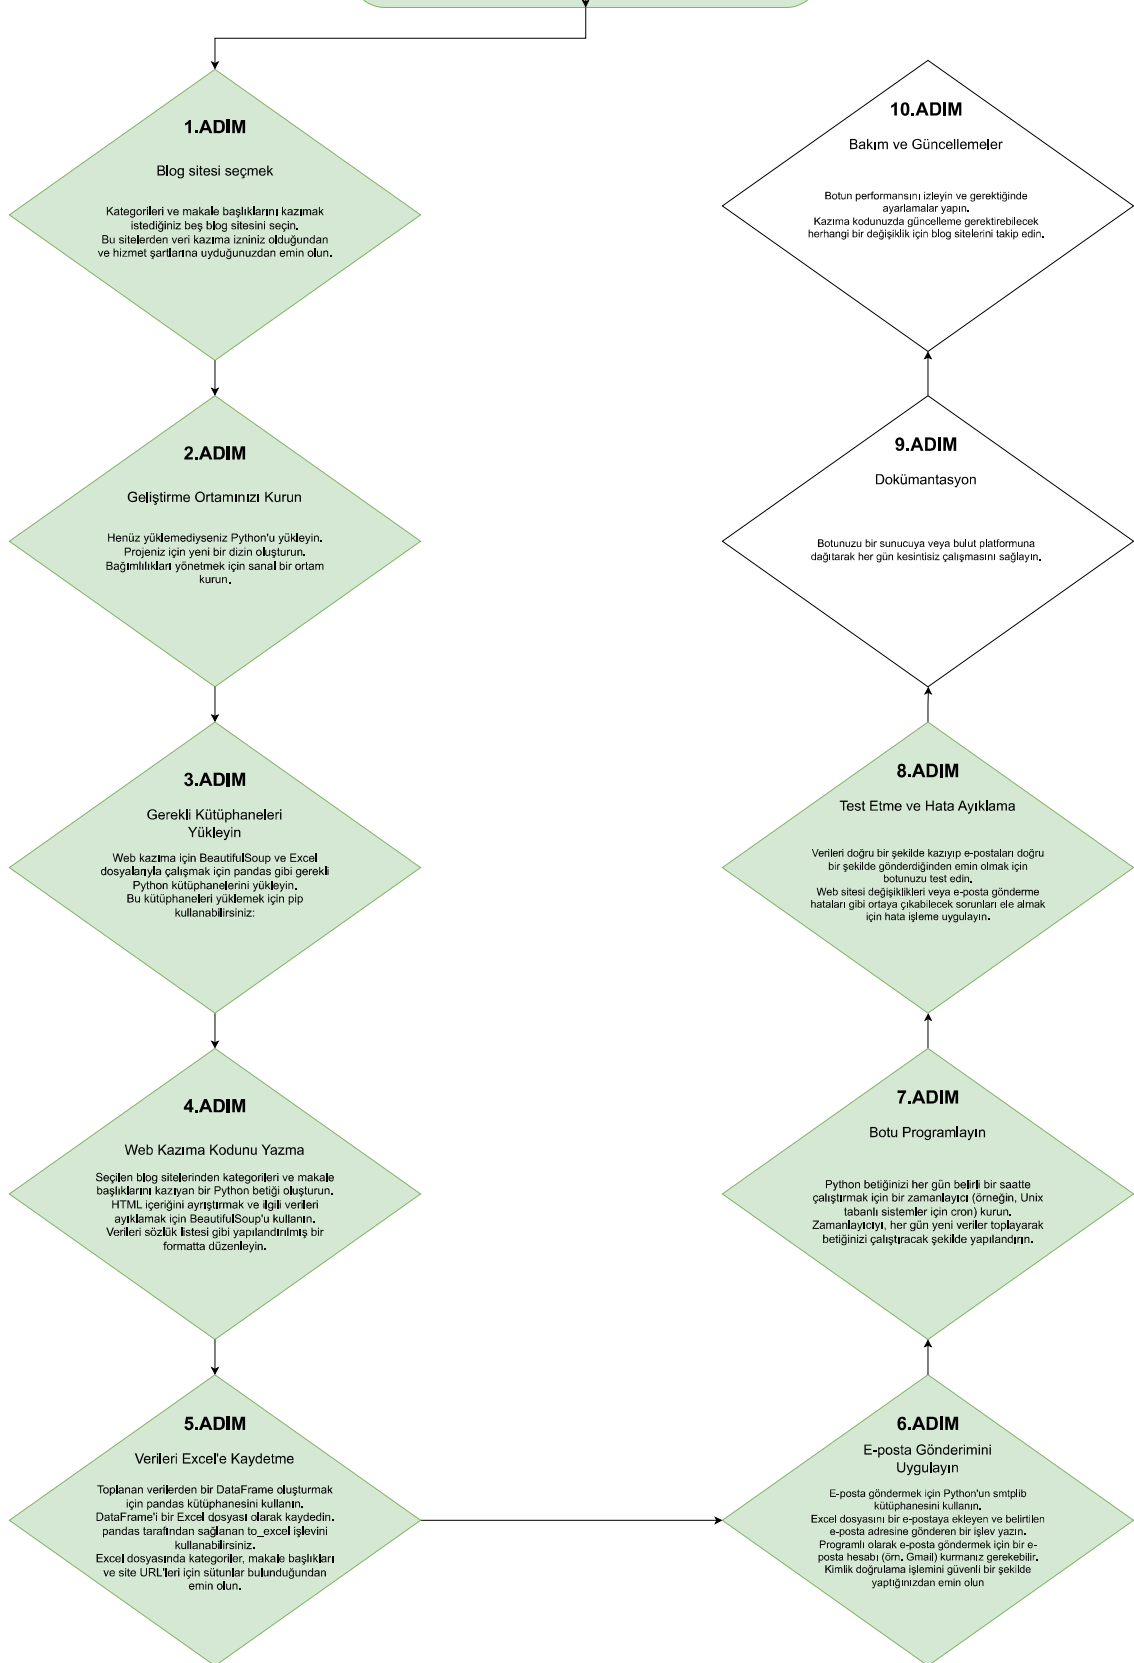 1.ADIM
Blog sitesi seçmek
Kategorileri ve makale başlıklarını kazımak
istediğiniz beş blog sitesini seçin.
Bu sitelerden veri kazıma izniniz olduğundan
ve hizmet şartlarına uyduğunuzdan emin olun.
2.ADIM
Geliştirme Ortamınızı Kurun
Henüz yüklemediyseniz Python'u yükleyin.
Projeniz için yeni bir dizin oluşturun.
Bağımlılıkları yönetmek için sanal bir ortam
kurun.
3.ADIM
Gerekli Kütüphaneleri
Yükleyin
Web kazıma için BeautifulSoup ve Excel
dosyalarıyla çalışmak için pandas gibi gerekli
Python kütüphanelerini yükleyin.
Bu kütüphaneleri yüklemek için pip
kullanabilirsiniz:
4.ADIM
Web Kazıma Kodunu Yazma
Seçilen blog sitelerinden kategorileri ve makale
başlıklarını kazıyan bir Python betiği oluşturun.
HTML içeriğini ayrıştırmak ve ilgili verileri
ayıklamak için BeautifulSoup'u kullanın.
Verileri sözlük listesi gibi yapılandırılmış bir
formatta düzenleyin.
5.ADIM
Verileri Excel'e Kaydetme
Toplanan verilerden bir DataFrame oluşturmak
için pandas kütüphanesini kullanın.
DataFrame'i bir Excel dosyası olarak kaydedin.
pandas tarafından sağlanan to_excel işlevini
kullanabilirsiniz.
Excel dosyasında kategoriler, makale başlıkları
ve site URL'leri için sütunlar bulunduğundan
emin olun.
6.ADIM
E-posta Gönderimini
Uygulayın
E-posta göndermek için Python'un smtplib
kütüphanesini kullanın.
Excel dosyasını bir e-postaya ekleyen ve belirtilen
e-posta adresine gönderen bir işlev yazın.
Programlı olarak e-posta göndermek için bir e-
posta hesabı (örn. Gmail) kurmanız gerekebilir.
Kimlik doğrulama işlemini güvenli bir şekilde
yaptığınızdan emin olun
7.ADIM
Botu Programlayın
Python betiğinizi her gün belirli bir saatte
çalıştırmak için bir zamanlayıcı (örneğin, Unix
tabanlı sistemler için cron) kurun.
Zamanlayıcıyı, her gün yeni veriler toplayarak
betiğinizi çalıştıracak şekilde yapılandırın.
8.ADIM
Test Etme ve Hata Ayıklama
Verileri doğru bir şekilde kazıyıp e-postaları doğru
bir şekilde gönderdiğinden emin olmak için
botunuzu test edin.
Web sitesi değişiklikleri veya e-posta gönderme
hataları gibi ortaya çıkabilecek sorunları ele almak
için hata işleme uygulayın.
9.ADIM
Dokümantasyon
Botunuzu bir sunucuya veya bulut platformuna
dağıtarak her gün kesintisiz çalışmasını sağlayın.
10.ADIM
Bakım ve Güncellemeler
Botun performansını izleyin ve gerektiğinde
ayarlamalar yapın.
Kazıma kodunuzda güncelleme gerektirebilecek
herhangi bir değişiklik için blog sitelerini takip edin.